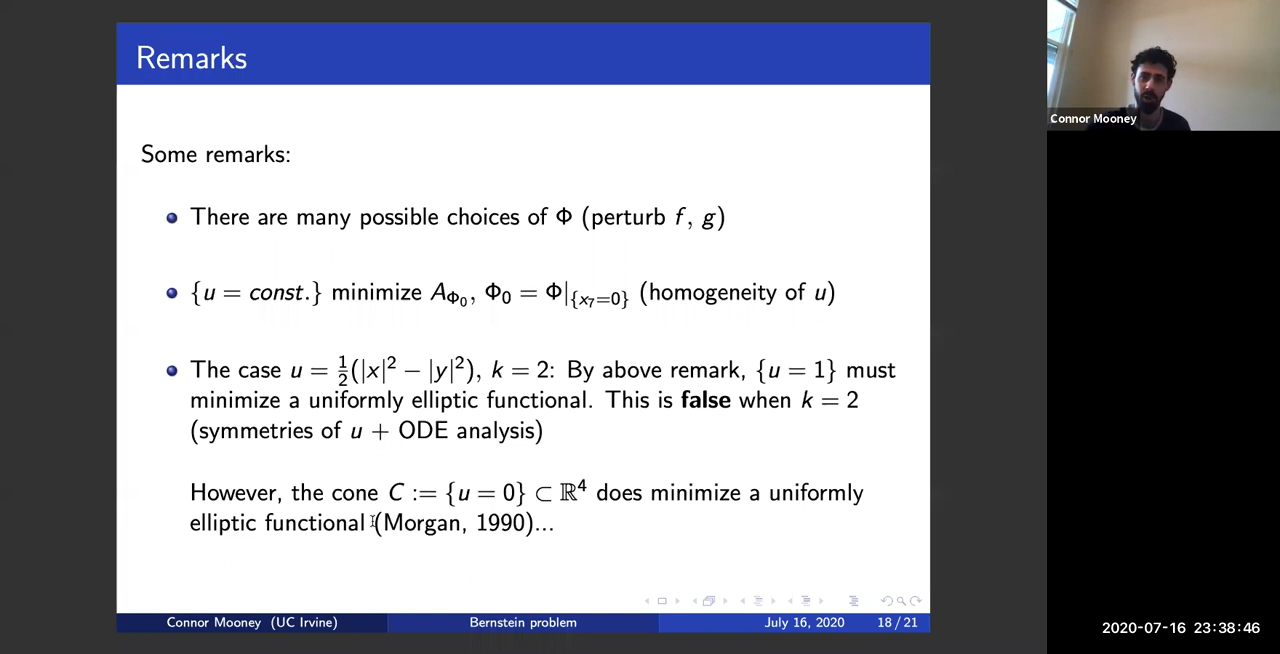 Remarks
Some remarks:
There are many possible choices of Φ (perturb f, g)
{u = const.} minimize A_{Φ₀}, Φ₀ = Φ|_{{x₇=0}} (homogeneity of u)
The case u = ½(|x|² − |y|²), k = 2: By above remark, {u = 1} must
minimize a uniformly elliptic functional. This is false when k = 2
(symmetries of u + ODE analysis)
However, the cone C := {u = 0} ⊂ ℝ⁴ does minimize a uniformly
elliptic functional (Morgan, 1990)...
Connor Mooney (UC Irvine) Bernstein problem July 16, 2020 18 / 21
Connor Mooney
2020-07-16 23:38:46